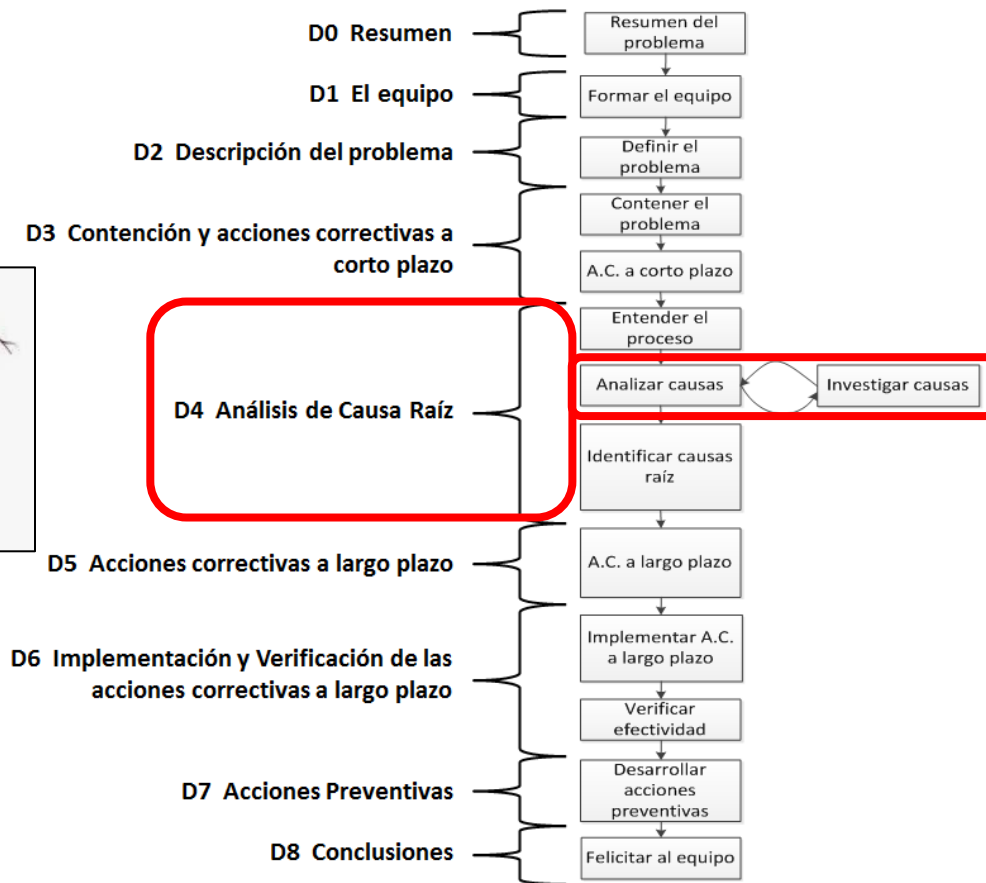 D0 Resumen
Resumen del
problema
D1 El equipo
Formar el equipo
D2 Descripción del problema
Definir el
problema
D3 Contención y acciones correctivas a
corto plazo
Contener el
problema
A.C. a corto plazo
D4 Análisis de Causa Raíz
Entender el
proceso
Analizar causas
Investigar causas
Identificar causas
raíz
D5 Acciones correctivas a largo plazo
A.C. a largo plazo
D6 Implementación y Verificación de las
acciones correctivas a largo plazo
Implementar A.C.
a largo plazo
Verificar
efectividad
D7 Acciones Preventivas
Desarrollar
acciones
preventivas
D8 Conclusiones
Felicitar al equipo